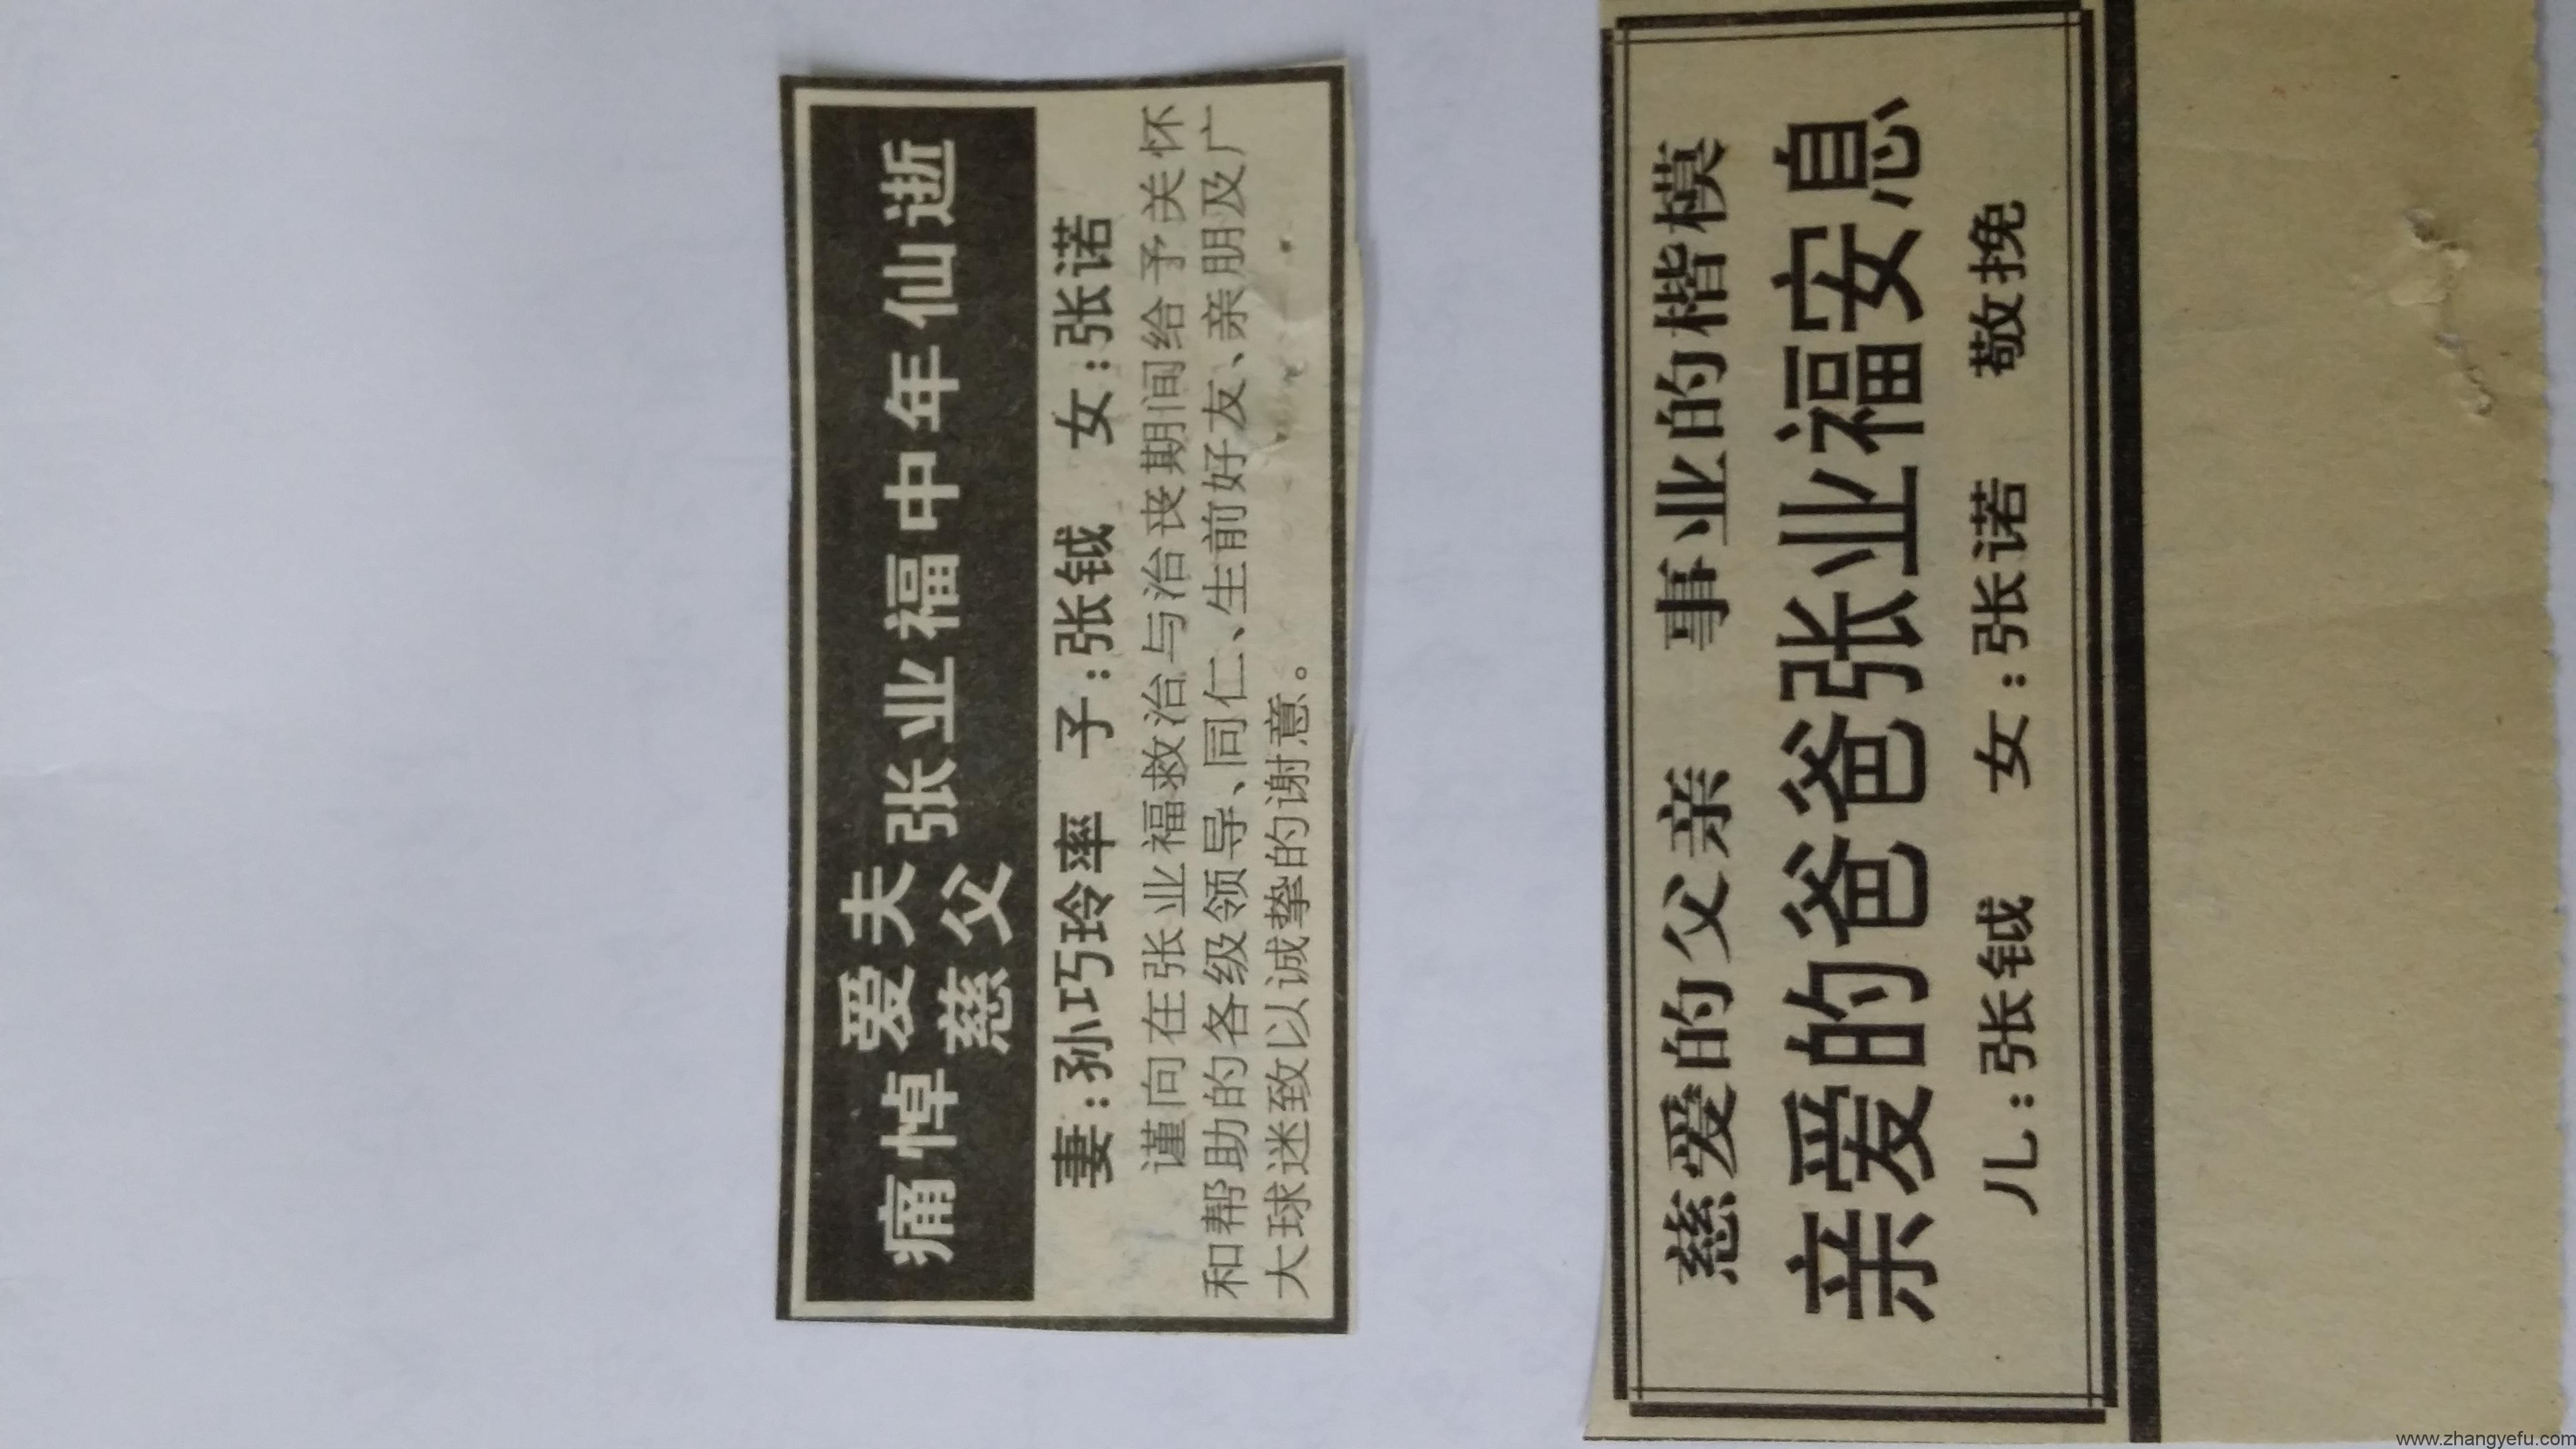 痛悼 爱夫 慈父 张业福中年仙逝
妻:孙巧玲率 子:张钺 女:张诺
谨向在张业福救治与治丧期间给予关怀
和帮助的各级领导、同仁、生前好友、亲朋及广
大球迷致以诚挚的谢意。
慈爱的父亲 事业的楷模
亲爱的爸爸张业福安息
儿:张钺 女:张诺 敬挽
www.zhangyefu.com